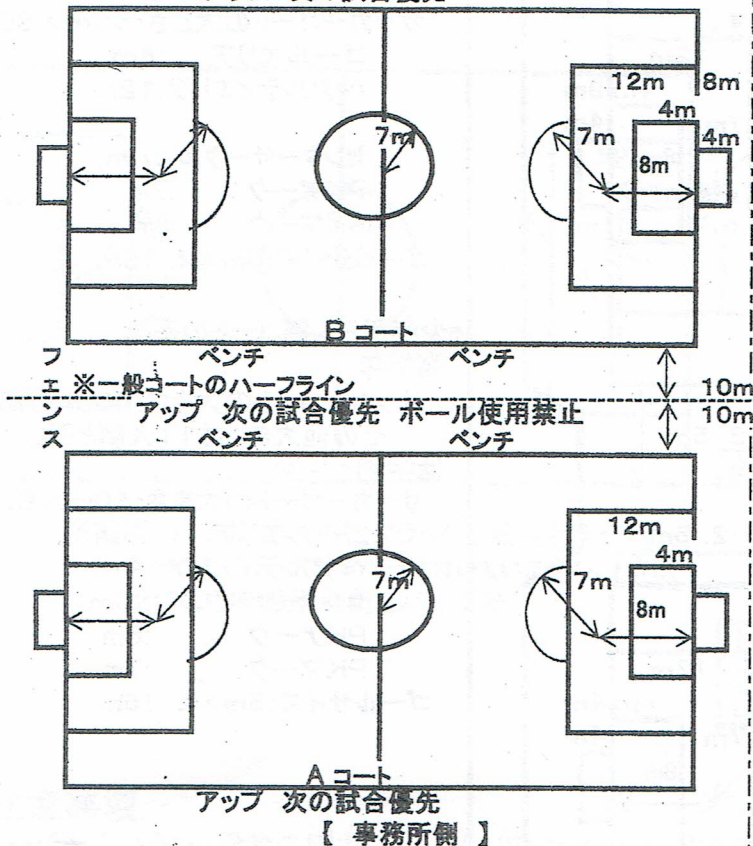 12m 8m
4m
7m 7m 4m
8m
B コート
フェンス
ベンチ ベンチ
※一般コートのハーフライン 10m
アップ 次の試合優先 ボール使用禁止 10m
ベンチ ベンチ
12m
4m
7m 7m
8m
A コート
アップ 次の試合優先
【 事務所側 】